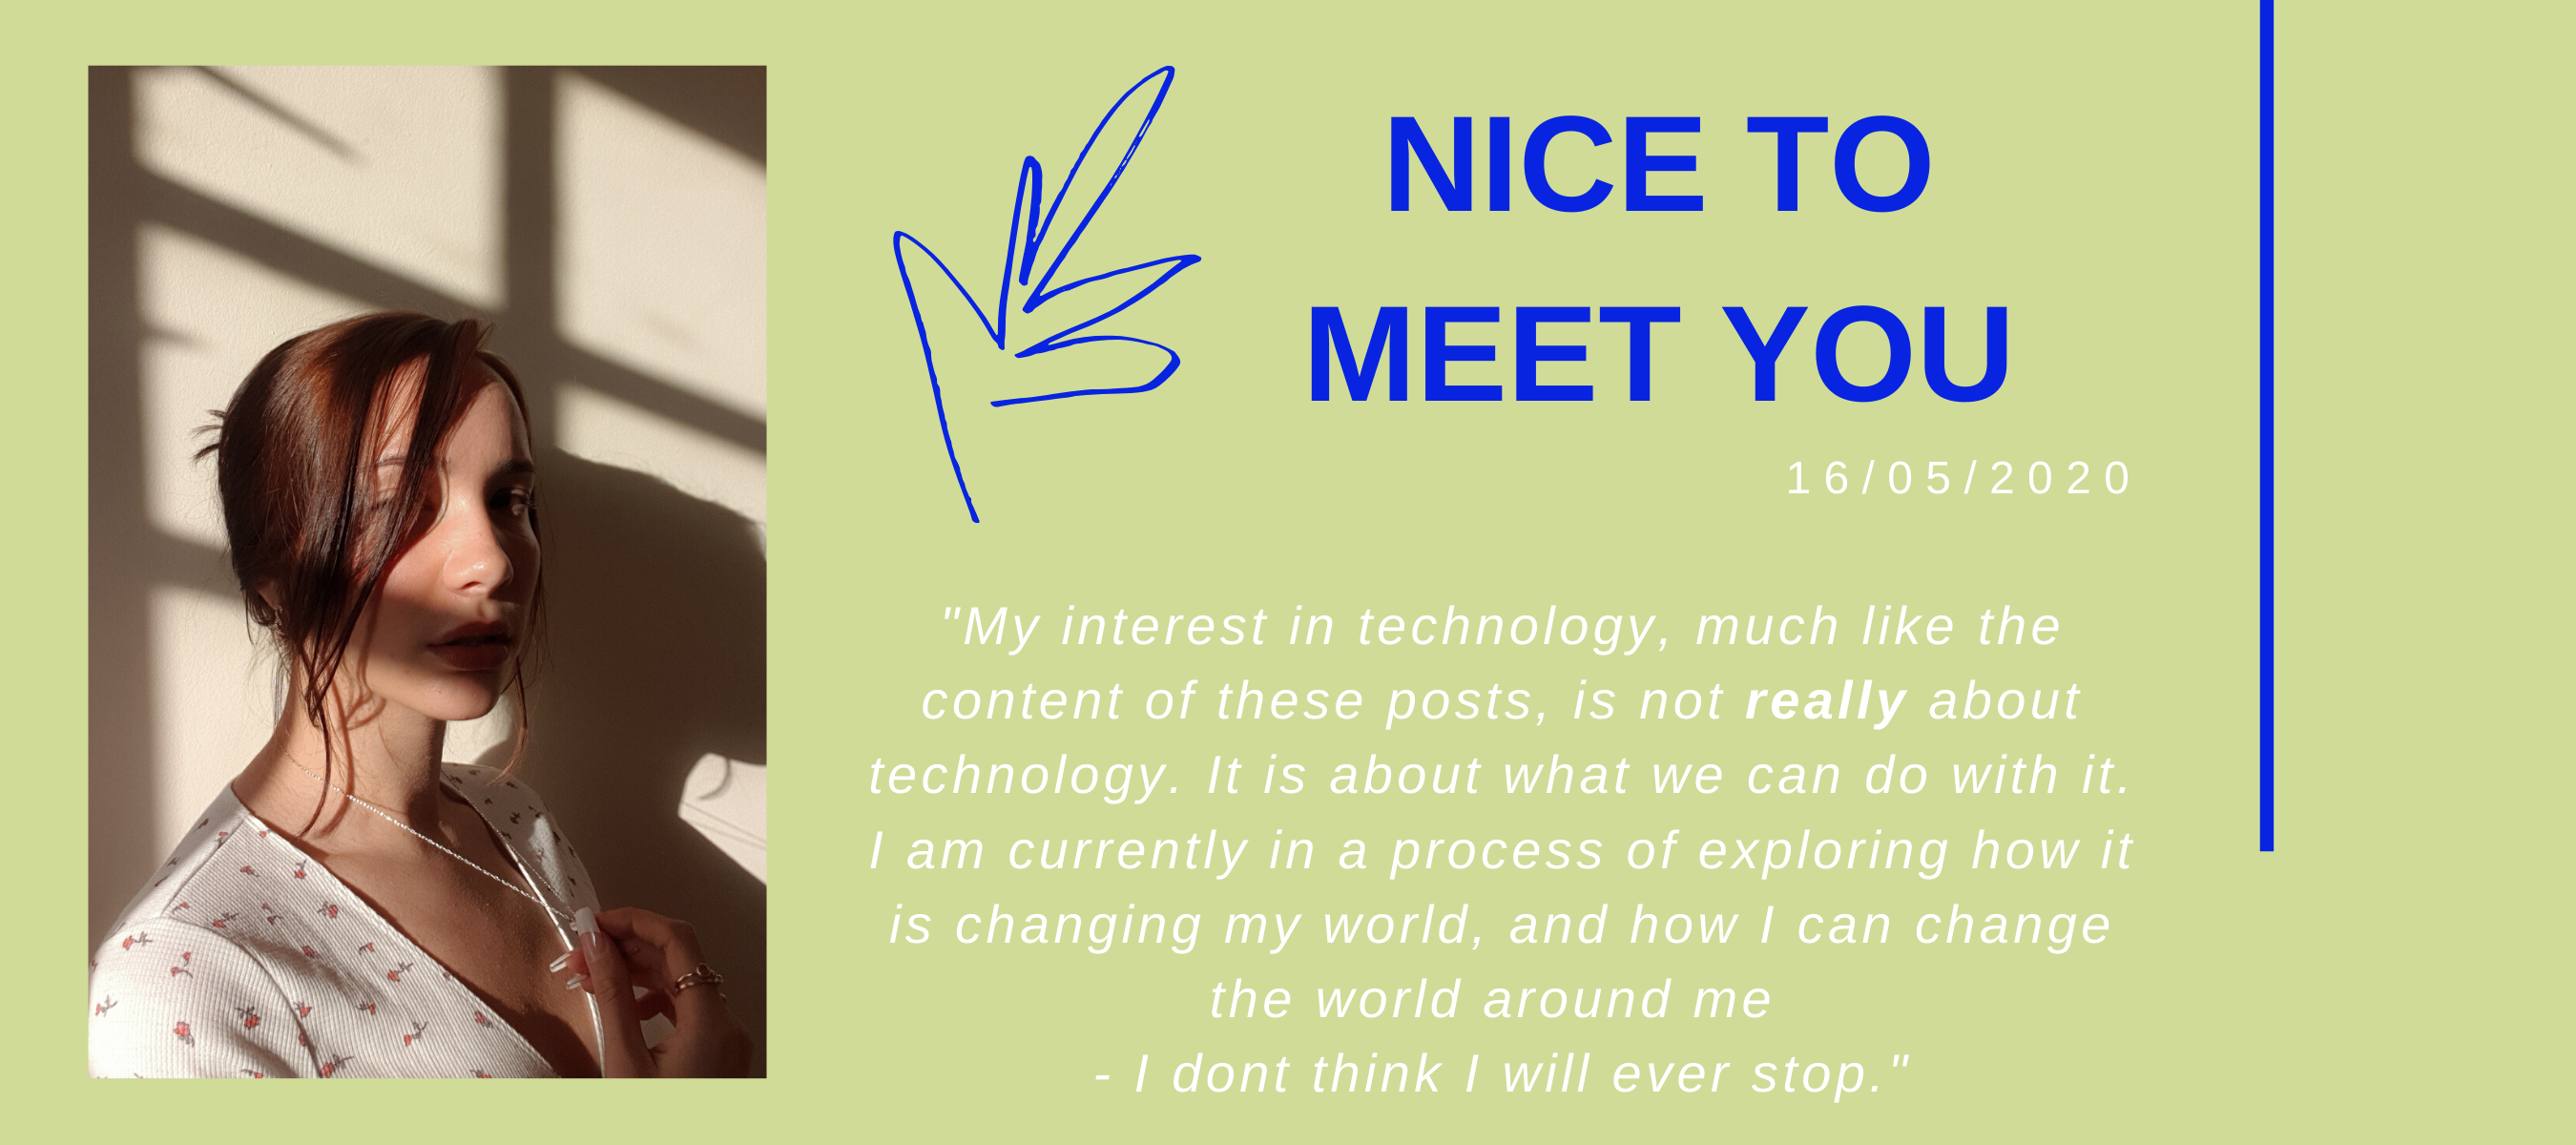 NICE TO
MEET YOU
16/05/2020
"My interest in technology, much like the
content of these posts, is not really about
technology. It is about what we can do with it.
I am currently in a process of exploring how it
is changing my world, and how I can change
the world around me
- I dont think I will ever stop."